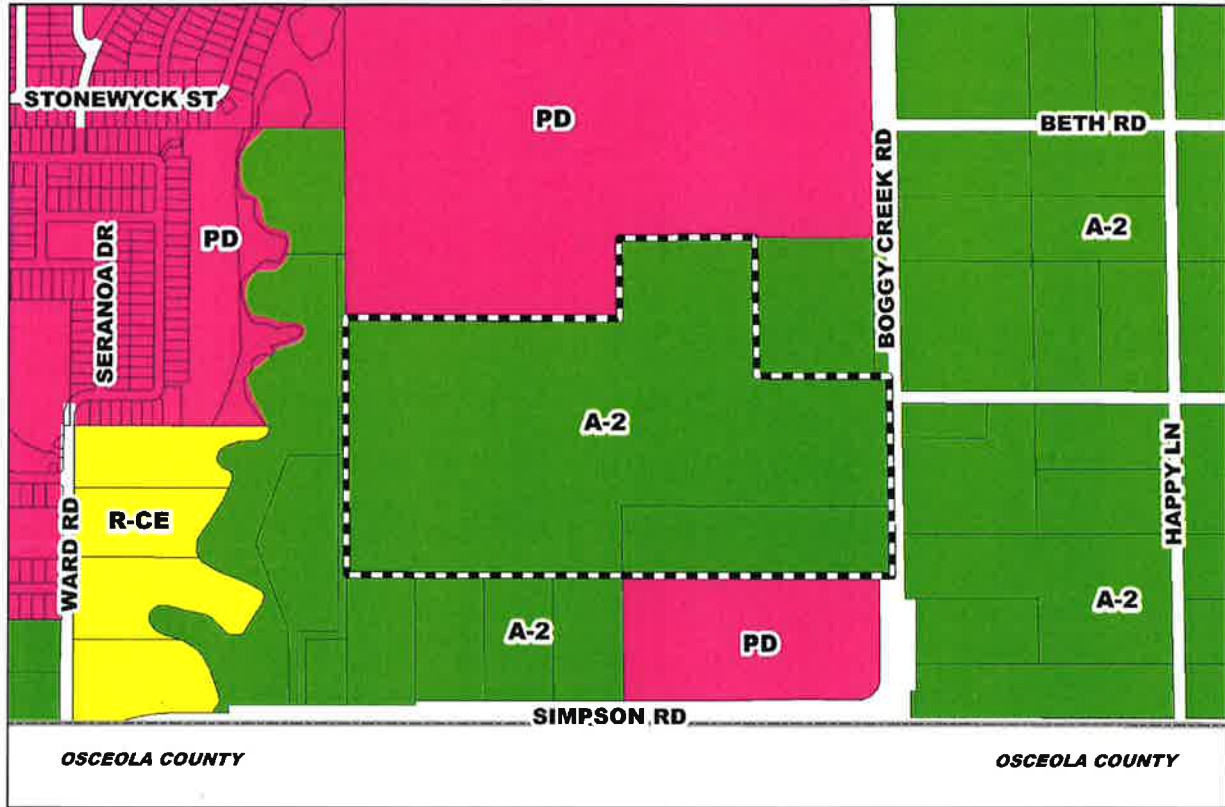 STONEWYCK ST
PD
BETH RD
BOGGY CREEK RD
A-2
PD
SERANOA DR
A-2
R-CE
WARD RD
HAPPY LN
A-2
A-2
PD
SIMPSON RD
OSCEOLA COUNTY
OSCEOLA COUNTY